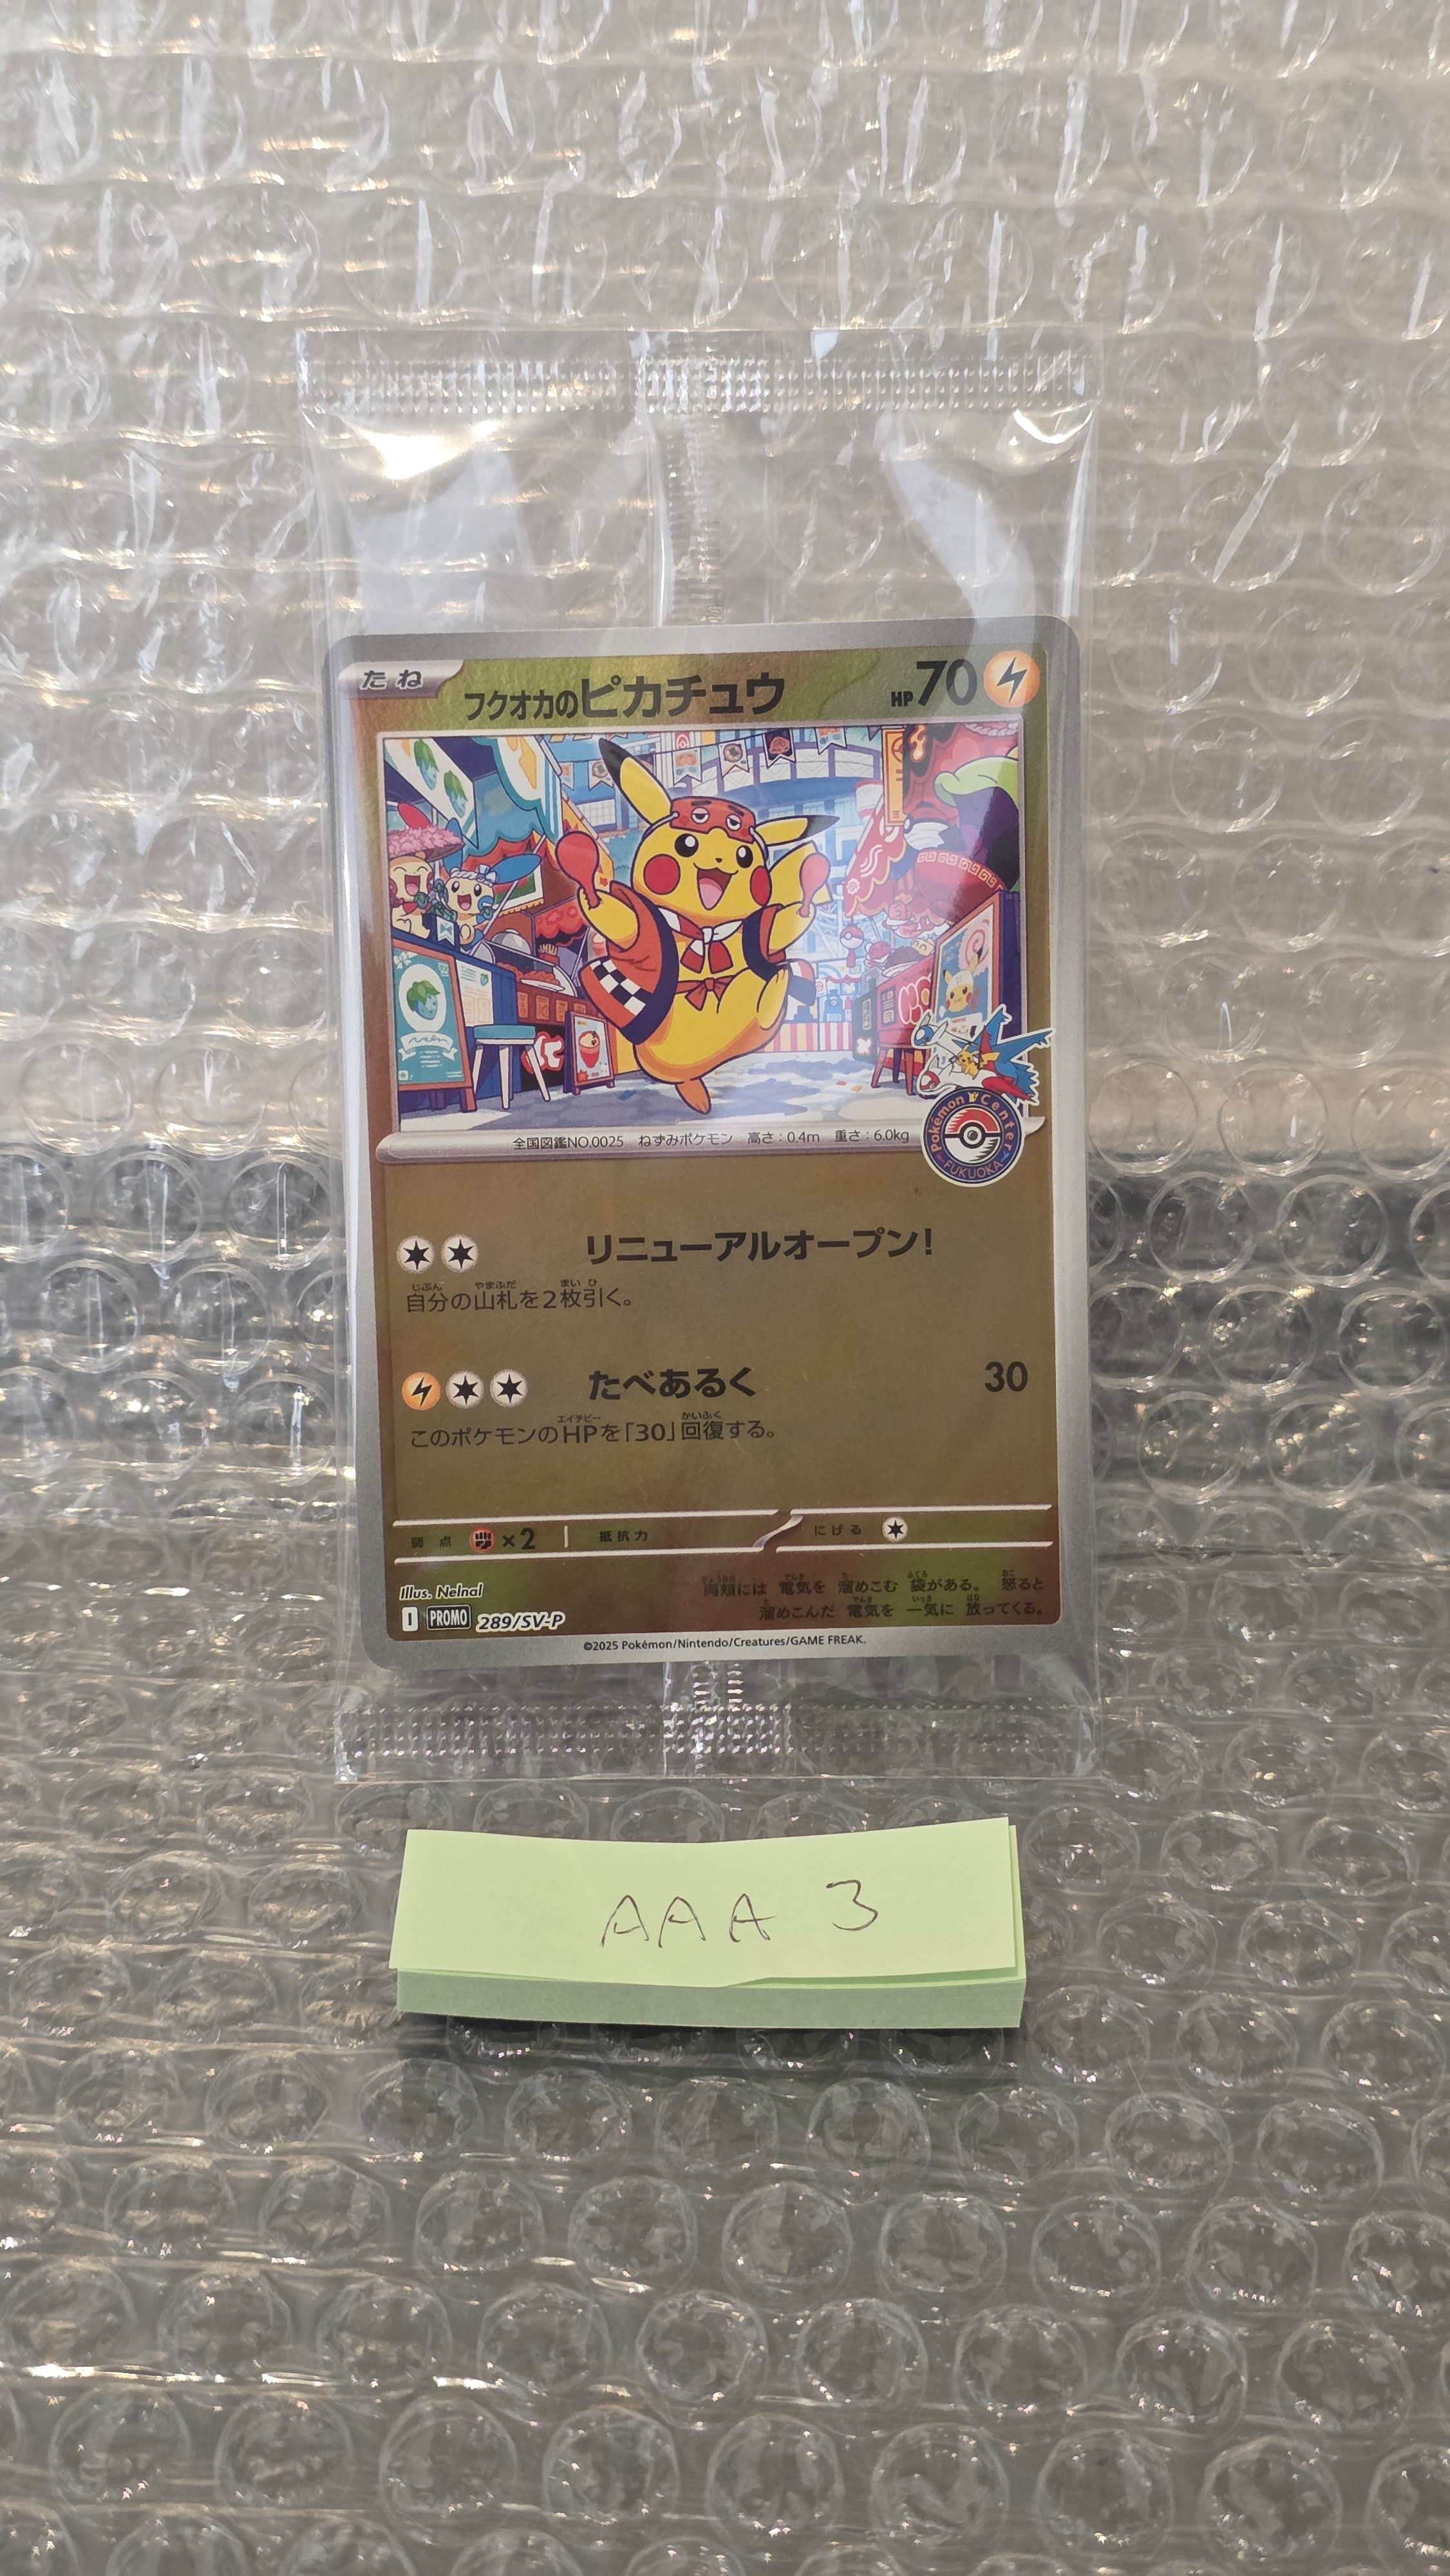 たね
フクオカのピカチュウ
HP70
Pokémon Center
FUKUOKA
全国図鑑NO.0025 ねずみポケモン 高さ：0.4m 重さ：6.0kg
リニューアルオープン!
自分の山札を2枚引く。
たべあるく 30
このポケモンのHPを「30」回復する。
弱点 ×2 抵抗力 にげる
両頬には 電気を 溜めこむ 袋がある。 怒ると
溜めこんだ 電気を 一気に 放ってくる。
Illus. Nelnal
I PROMO 289/SV-P
©2025 Pokémon/Nintendo/Creatures/GAME FREAK.
AAA 3